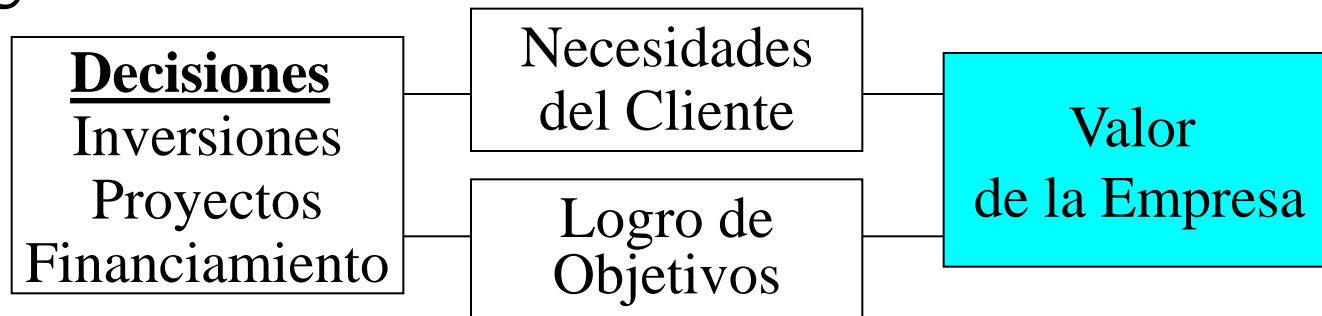 Decisiones
Inversiones
Proyectos
Financiamiento
Necesidades
del Cliente
Logro de
Objetivos
Valor
de la Empresa